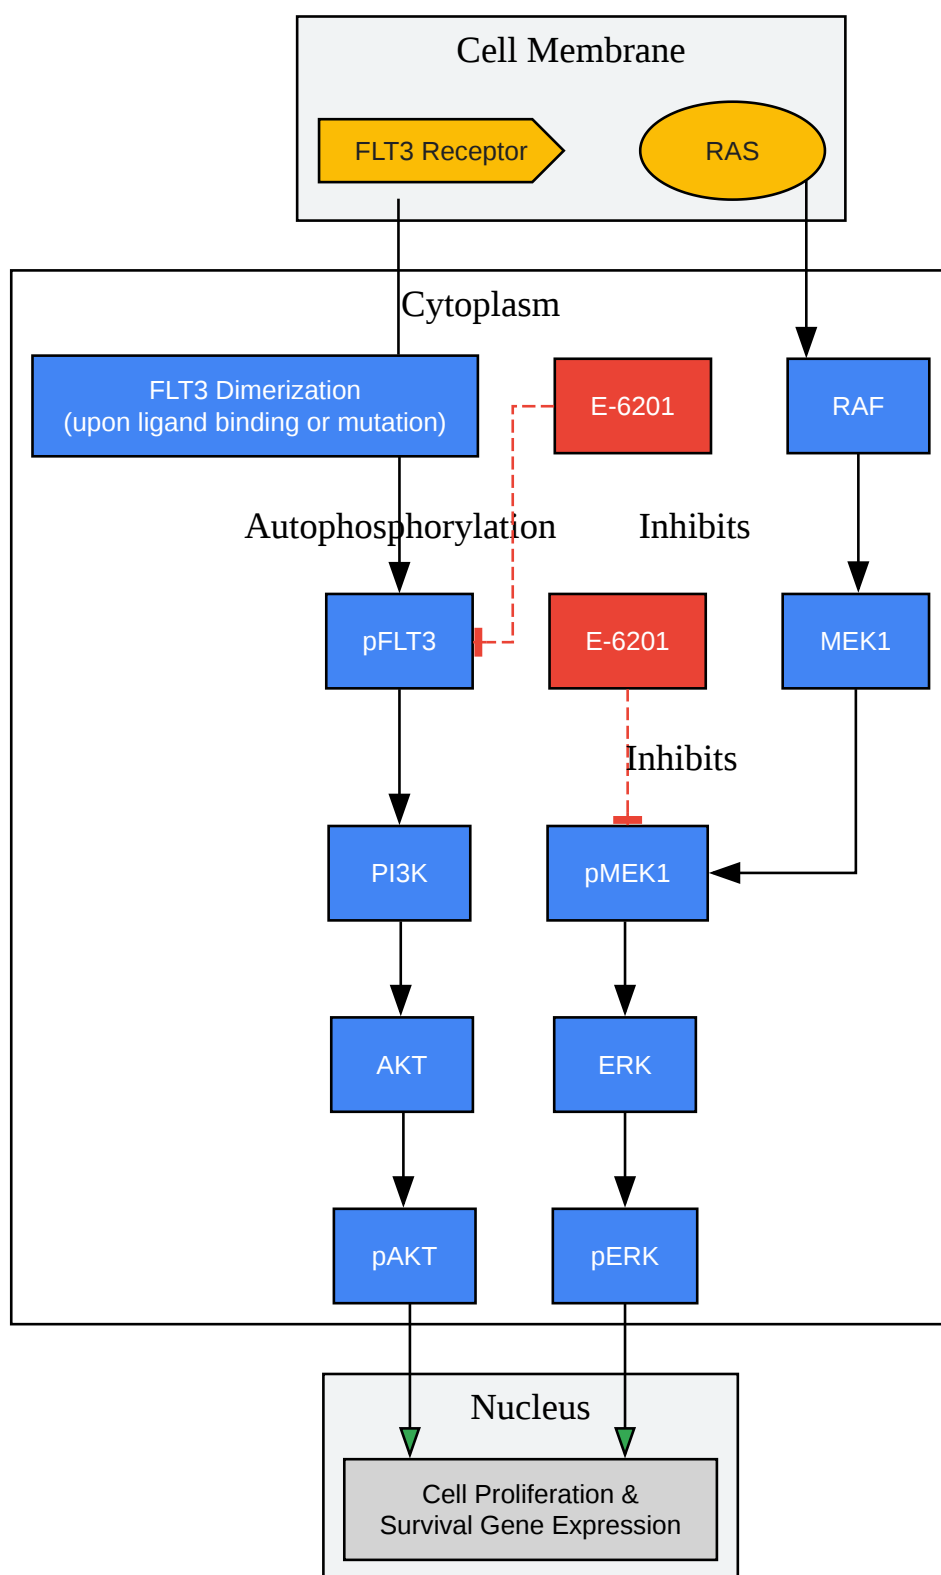 Cell Membrane
FLT3 Receptor
RAS
Cytoplasm
FLT3 Dimerization
(upon ligand binding or mutation)
E-6201
RAF
Autophosphorylation
Inhibits
pFLT3
E-6201
MEK1
Inhibits
PI3K
pMEK1
AKT
ERK
pAKT
pERK
Nucleus
Cell Proliferation &
Survival Gene Expression